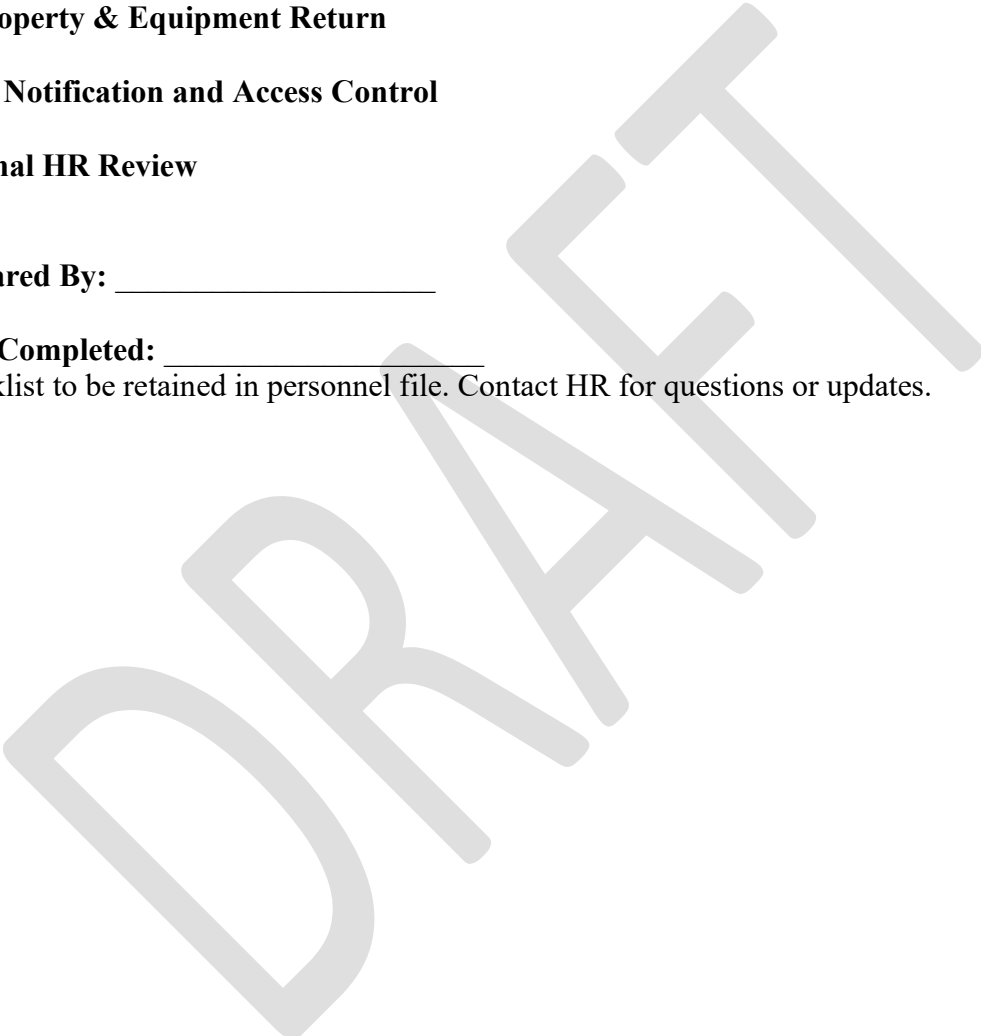 operty & Equipment Return
Notification and Access Control
nal HR Review
ared By: ____________________
Completed: ____________________
klist to be retained in personnel file. Contact HR for questions or updates.
DRAFT